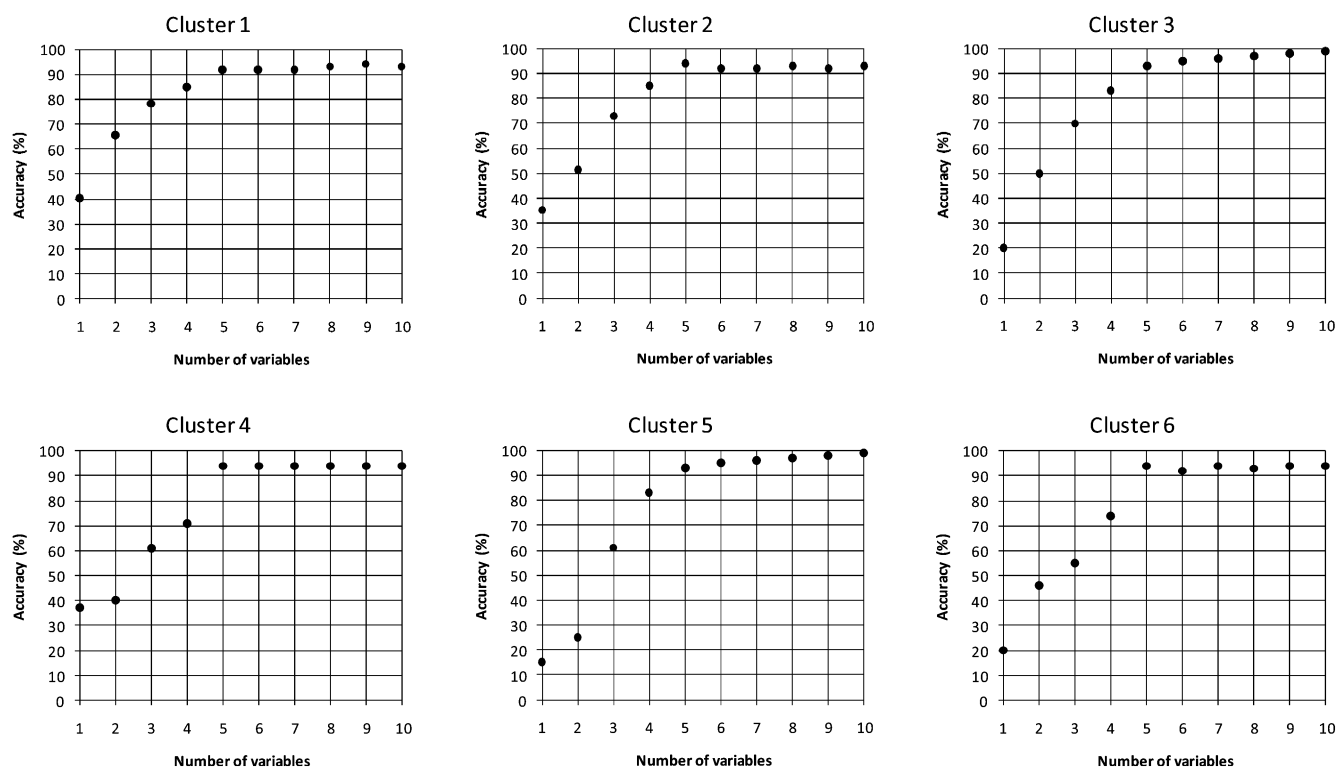 Cluster 1
100
90
80
70
60
50
40
30
20
10
0
Accuracy (%)
1 2 3 4 5 6 7 8 9 10
Number of variables
Cluster 2
100
90
80
70
60
50
40
30
20
10
0
Accuracy (%)
1 2 3 4 5 6 7 8 9 10
Number of variables
Cluster 3
100
90
80
70
60
50
40
30
20
10
0
Accuracy (%)
1 2 3 4 5 6 7 8 9 10
Number of variables
Cluster 4
100
90
80
70
60
50
40
30
20
10
0
Accuracy (%)
1 2 3 4 5 6 7 8 9 10
Number of variables
Cluster 5
100
90
80
70
60
50
40
30
20
10
0
Accuracy (%)
1 2 3 4 5 6 7 8 9 10
Number of variables
Cluster 6
100
90
80
70
60
50
40
30
20
10
0
Accuracy (%)
1 2 3 4 5 6 7 8 9 10
Number of variables